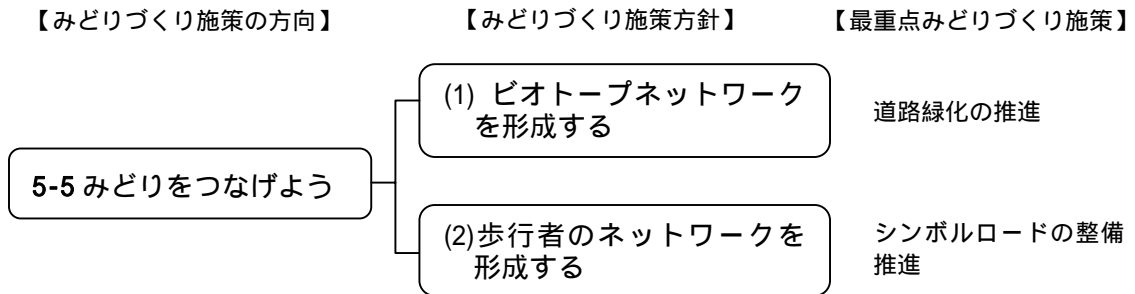 【みどりづくり施策の方向】 【みどりづくり施策方針】 【最重点みどりづくり施策】
(1) ビオトープネットワーク
を形成する
道路緑化の推進
5-5 みどりをつなげよう
(2)歩行者のネットワークを
形成する
シンボルロードの整備
推進